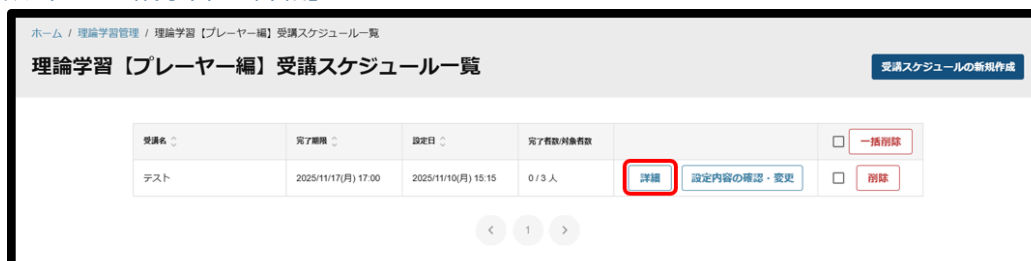 ホーム / 理論学習管理 / 理論学習【プレーヤー編】受講スケジュール一覧
理論学習【プレーヤー編】受講スケジュール一覧
受講スケジュールの新規作成
受講名 完了期限 設定日 完了者数/対象者数 一括削除
テスト 2025/11/17(月) 17:00 2025/11/10(月) 15:15 0 / 3 人 詳細 設定内容の確認・変更 削除
< 1 >